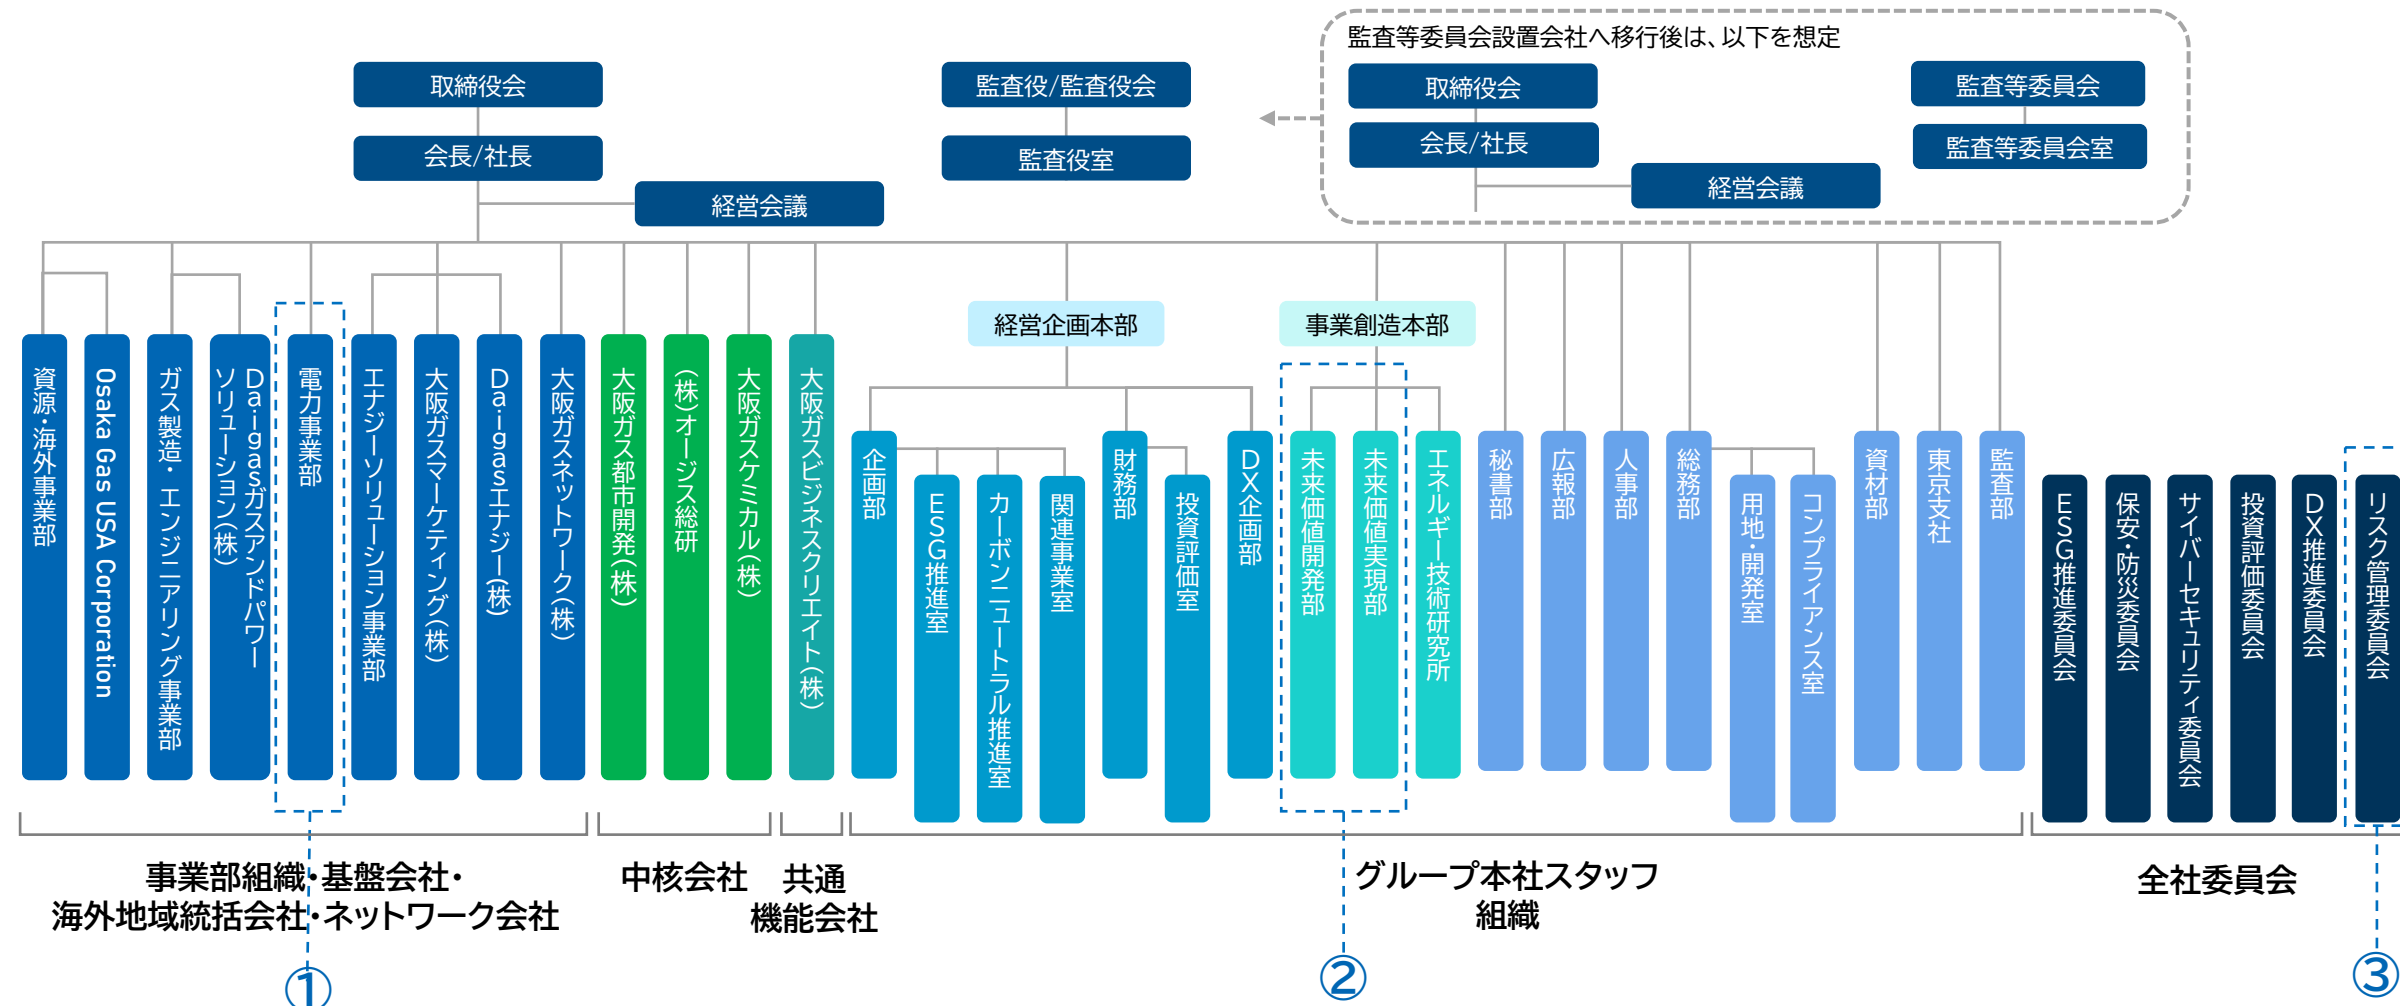 監査等委員会設置会社へ移行後は、以下を想定
取締役会
会長/社長
経営会議
監査役/監査役会
監査役室
取締役会
会長/社長
経営会議
監査等委員会
監査等委員会室
経営企画本部
事業創造本部
資源・海外事業部
Osaka Gas USA Corporation
ガス製造・エンジニアリング事業部
Daigasガスアンドパワー
ソリューション(株)
電力事業部
エナジーソリューション事業部
大阪ガスマーケティング(株)
Daigasエナジー(株)
大阪ガスネットワーク(株)
大阪ガス都市開発(株)
(株)オージス総研
大阪ガスケミカル(株)
大阪ガスビジネスクリエイト(株)
企画部
ESG推進室
カーボンニュートラル推進室
関連事業室
財務部
投資評価室
DX企画部
未来価値開発部
未来価値実現部
エネルギー技術研究所
秘書部
広報部
人事部
総務部
用地・開発室
コンプライアンス室
資材部
東京支社
監査部
ESG推進委員会
保安・防災委員会
サイバーセキュリティ委員会
投資評価委員会
DX推進委員会
リスク管理委員会
事業部組織・基盤会社・
海外地域統括会社・ネットワーク会社
中核会社
共通
機能会社
グループ本社スタッフ
組織
全社委員会
①
②
③